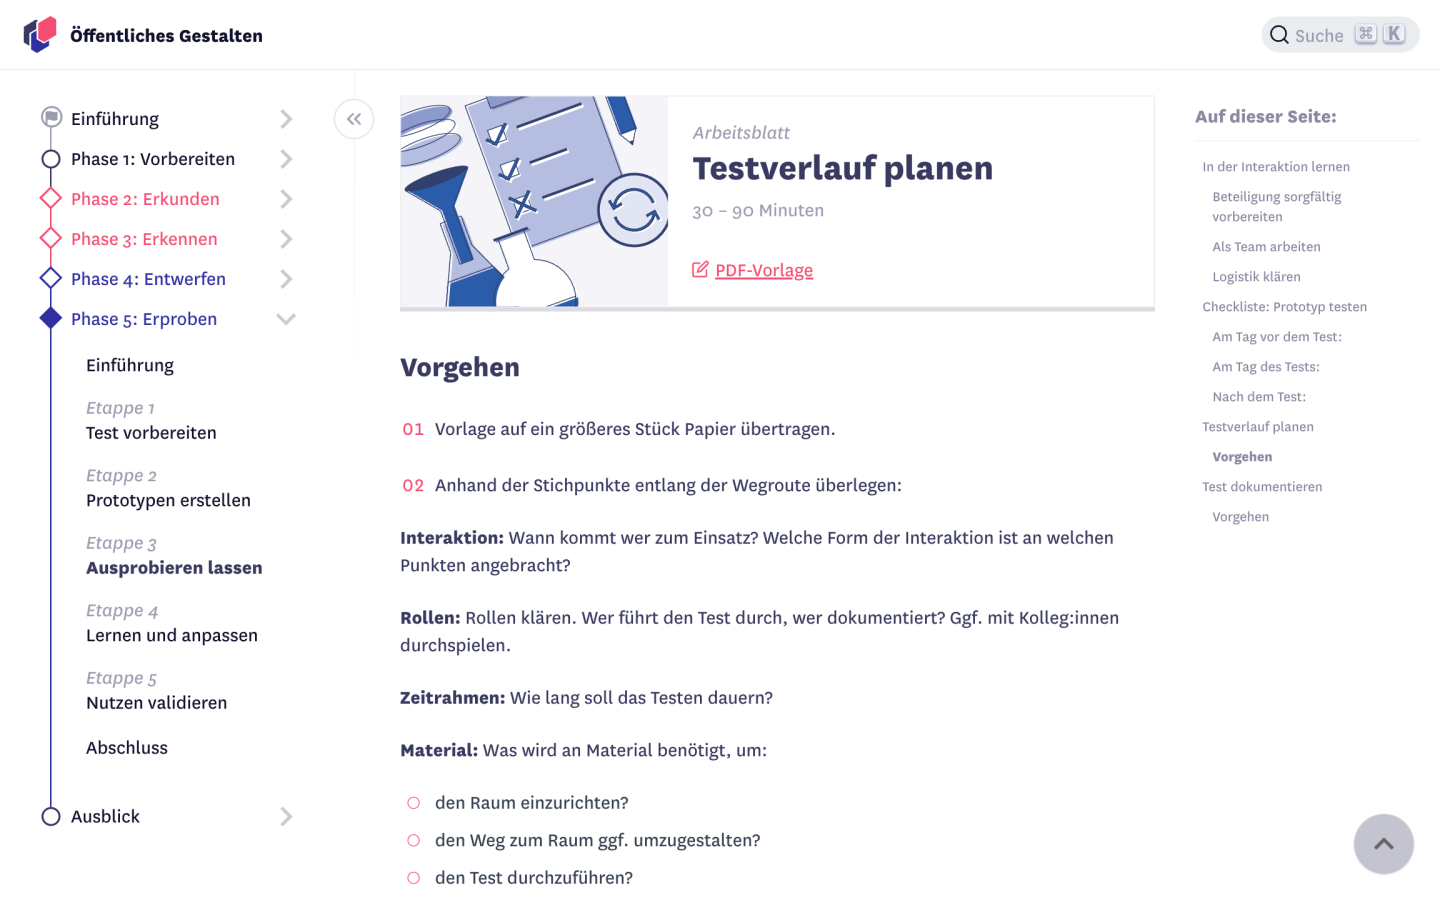 Öffentliches Gestalten
Suche ⌘ K
Einführung
Phase 1: Vorbereiten
Phase 2: Erkunden
Phase 3: Erkennen
Phase 4: Entwerfen
Phase 5: Erproben
Einführung
Etappe 1
Test vorbereiten
Etappe 2
Prototypen erstellen
Etappe 3
Ausprobieren lassen
Etappe 4
Lernen und anpassen
Etappe 5
Nutzen validieren
Abschluss
Ausblick
Arbeitsblatt
Testverlauf planen
30 – 90 Minuten
PDF-Vorlage
Vorgehen
01 Vorlage auf ein größeres Stück Papier übertragen.
02 Anhand der Stichpunkte entlang der Wegroute überlegen:
Interaktion: Wann kommt wer zum Einsatz? Welche Form der Interaktion ist an welchen
Punkten angebracht?
Rollen: Rollen klären. Wer führt den Test durch, wer dokumentiert? Ggf. mit Kolleg:innen
durchspielen.
Zeitrahmen: Wie lang soll das Testen dauern?
Material: Was wird an Material benötigt, um:
den Raum einzurichten?
den Weg zum Raum ggf. umzugestalten?
den Test durchzuführen?
Auf dieser Seite:
In der Interaktion lernen
Beteiligung sorgfältig
vorbereiten
Als Team arbeiten
Logistik klären
Checkliste: Prototyp testen
Am Tag vor dem Test:
Am Tag des Tests:
Nach dem Test:
Testverlauf planen
Vorgehen
Test dokumentieren
Vorgehen